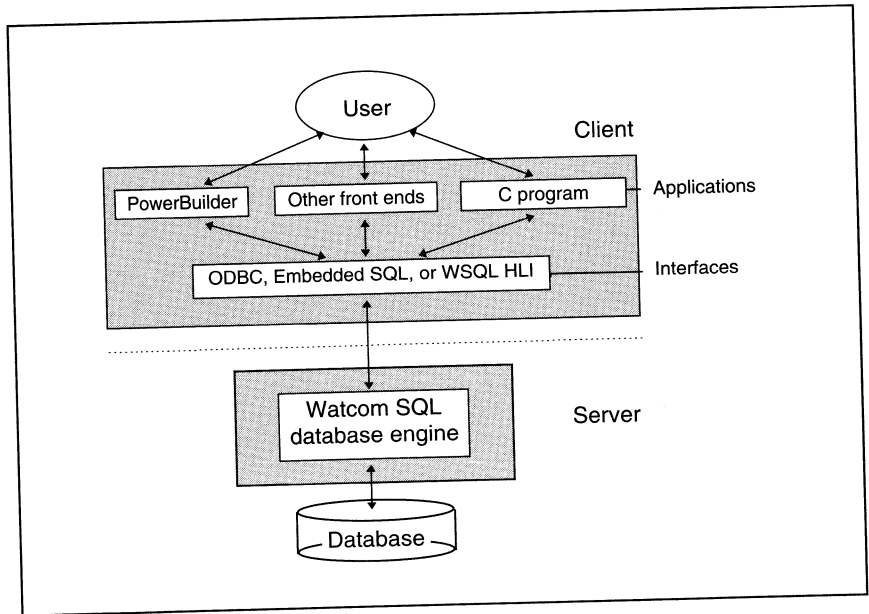 User
Client
PowerBuilder
Other front ends
C program
Applications
ODBC, Embedded SQL, or WSQL HLI
Interfaces
Watcom SQL
database engine
Server
Database